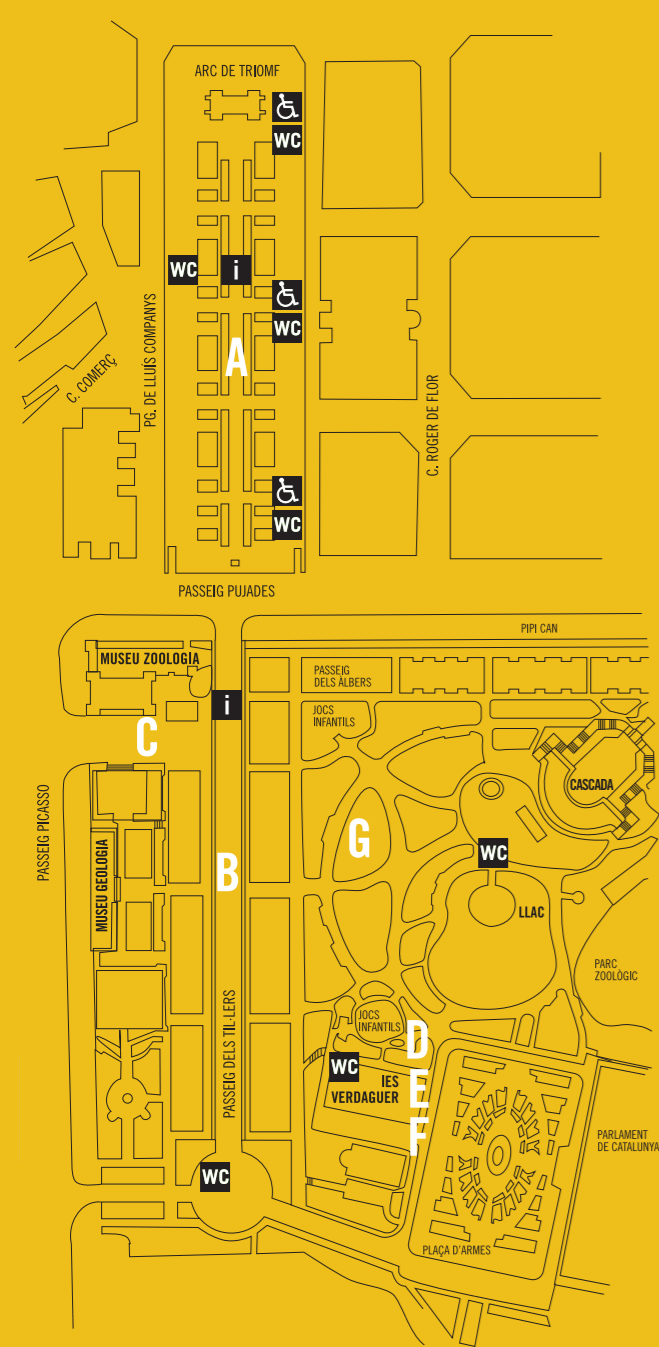 ARC DE TRIOMF
WC
WC
i
PG. DE LLUÍS COMPANYS
WC
A
C. COMERÇ
C. ROGER DE FLOR
WC
PASSEIG PUJADES
PIPI CAN
MUSEU ZOOLOGIA
PASSEIG
DELS ÀLBERS
i
JOCS
INFANTILS
C
CASCADA
PASSEIG PICASSO
G
WC
MUSEU GEOLOGIA
B
LLAC
PARC
ZOOLÒGIC
PASSEIG DELS TIL·LERS
JOCS
INFANTILS
D
WC
IES
VERDAGUER
E
F
PARLAMENT
DE CATALUNYA
WC
PLAÇA D'ARMES